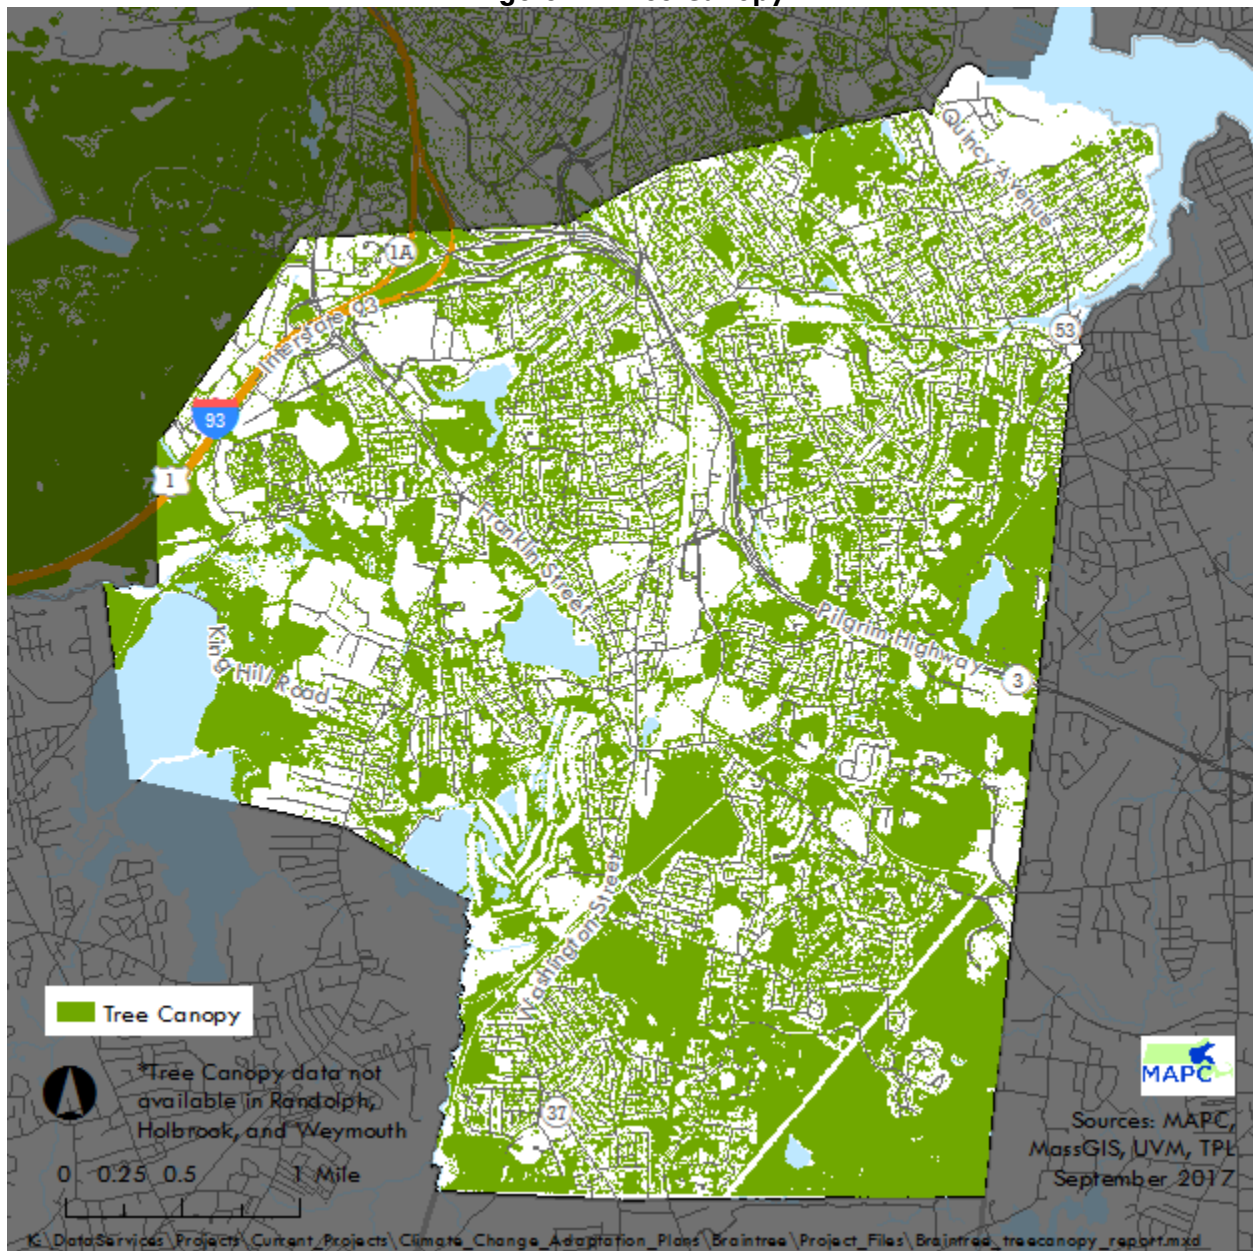 Quincy Avenue
1A
Interstate 93
53
93
1
Franklin Street
Pilgrim Highway
King Hill Road
3
Washington Street
Tree Canopy
*Tree Canopy data not
available in Randolph,
Holbrook, and Weymouth
37
MAPC
Sources: MAPC,
MassGIS, UVM, TPL
September 2017
0 0.25 0.5 1 Mile
K:\DataServices\Projects\Current_Projects\Climate_Change_Adaptation_Plans\Braintree\Project_Files\Braintree_treecanopy_report.mxd